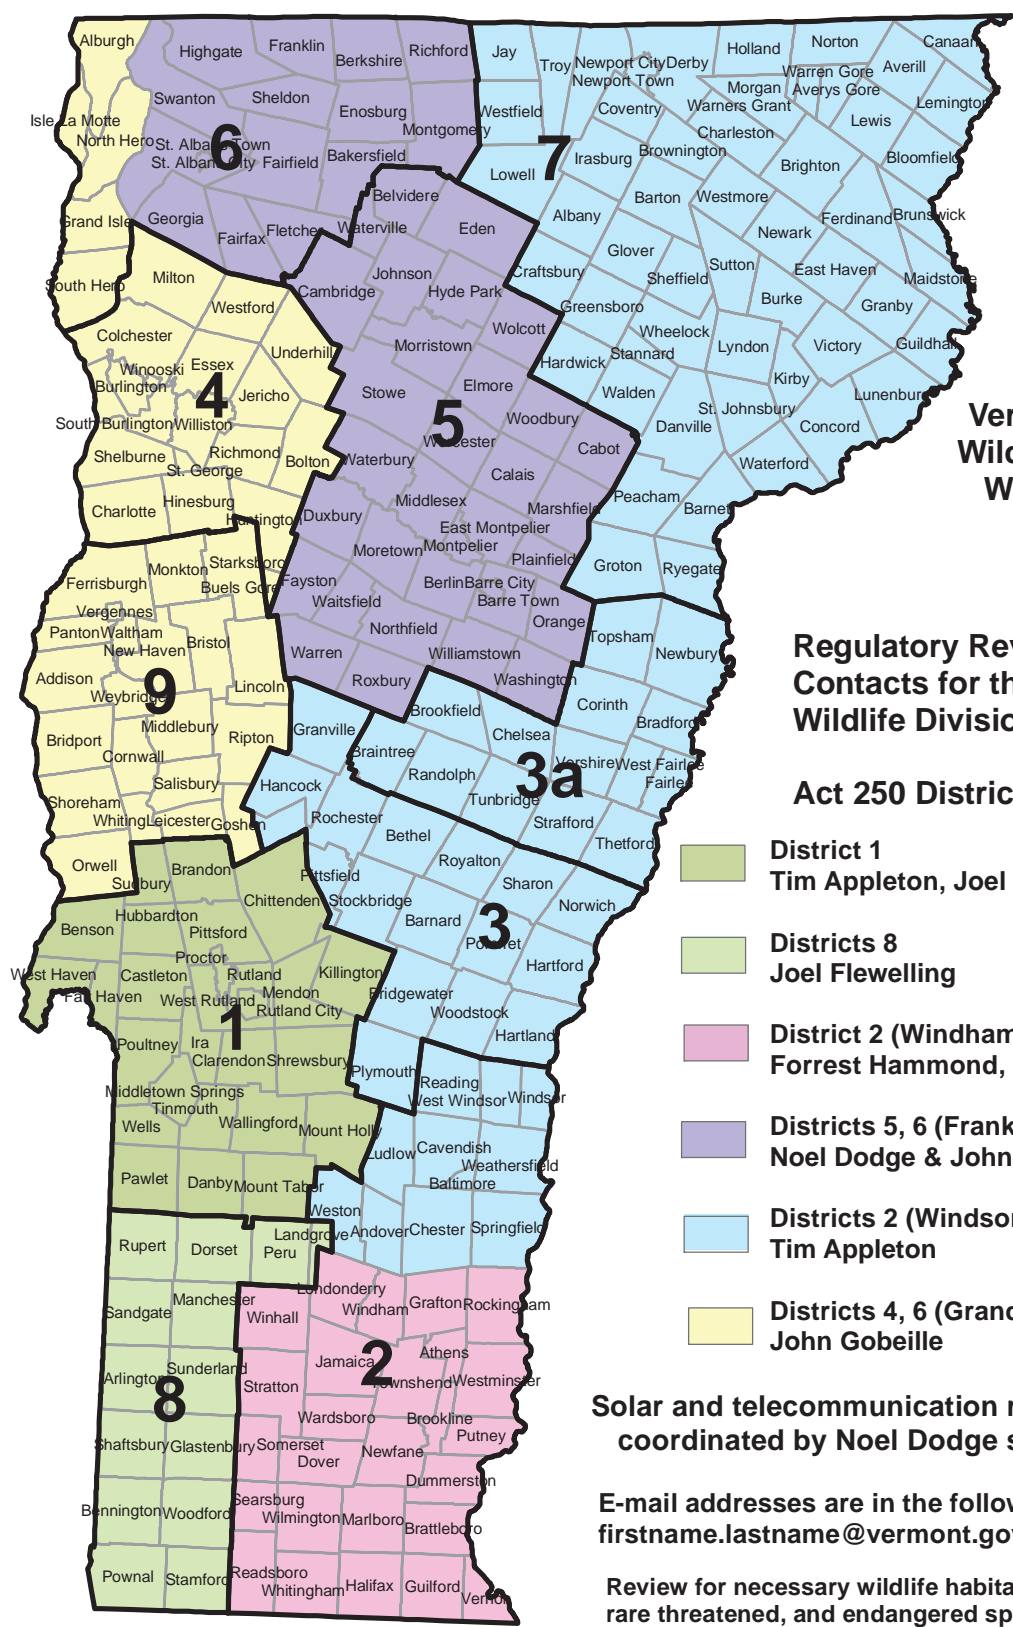 Alburgh
Highgate
Franklin
Berkshire
Richford
Jay
Troy
Newport City
Derby
Newport Town
Holland
Norton
Canaan
Warren Gore
Averill
Averys Gore
Morgan
Warners Grant
Lemington
Swanton
Sheldon
Enosburg
Montgomery
Westfield
Coventry
Charleston
Lewis
Isle La Motte
North Hero
St. Albans Town
St. Albans City
Fairfield
Bakersfield
6
7
Lowell
Irasburg
Brownington
Brighton
Bloomfield
Belvidere
Barton
Westmore
Grand Isle
Georgia
Fairfax
Fletcher
Waterville
Eden
Albany
Newark
Ferdinand
Brunswick
Glover
South Hero
Milton
Cambridge
Johnson
Hyde Park
Craftsbury
Sheffield
Sutton
East Haven
Maidstone
Westford
Greensboro
Burke
Granby
Colchester
Underhill
Morristown
Wolcott
Wheelock
Hardwick
Stannard
Lyndon
Victory
Guildhall
Winooski
Essex
Burlington
4
Jericho
Stowe
Elmore
Walden
Kirby
Lunenburg
South Burlington
Williston
Woodbury
5
St. Johnsbury
Danville
Concord
Shelburne
Richmond
St. George
Bolton
Waterbury
Worcester
Cabot
Calais
Waterford
Charlotte
Hinesburg
Huntington
Duxbury
Middlesex
Marshfield
Peacham
Barnet
East Montpelier
Moretown
Montpelier
Plainfield
Groton
Ryegate
Ferrisburgh
Monkton
Starksboro
Buels Gore
Fayston
Berlin
Barre City
Waitsfield
Barre Town
Vergennes
Panton
Waltham
New Haven
Bristol
Northfield
Orange
Topsham
Newbury
Warren
Williamstown
Addison
Weybridge
9
Lincoln
Roxbury
Washington
Corinth
Bridport
Middlebury
Ripton
Granville
Brookfield
Chelsea
Bradford
Cornwall
Salisbury
Braintree
Randolph
3a
Vershire
West Fairlee
Fairlee
Hancock
Tunbridge
Shoreham
Whiting
Leicester
Goshen
Rochester
Bethel
Strafford
Thetford
Orwell
Sudbury
Brandon
Chittenden
Pittsfield
Stockbridge
Royalton
Sharon
Norwich
Benson
Hubbardton
Pittsford
Barnard
3
Pomfret
Proctor
West Haven
Castleton
Rutland
Killington
Hartford
Fair Haven
West Rutland
Mendon
Rutland City
1
Bridgewater
Woodstock
Hartland
Poultney
Ira
Clarendon
Shrewsbury
Plymouth
Reading
West Windsor
Windsor
Middletown Springs
Tinmouth
Wells
Wallingford
Mount Holly
Ludlow
Cavendish
Weathersfield
Baltimore
Pawlet
Danby
Mount Tabor
Weston
Andover
Chester
Springfield
Landgrove
Rupert
Dorset
Peru
Londonderry
Sandgate
Manchester
Winhall
Windham
Grafton
Rockingham
Arlington
Sunderland
8
Stratton
Jamaica
2
Athens
Townshend
Westminster
Wardsboro
Brookline
Putney
Shaftsbury
Glastenbury
Somerset
Dover
Newfane
Dummerston
Bennington
Woodford
Searsburg
Wilmington
Marlboro
Brattleboro
Pownal
Stamford
Readsboro
Whitingham
Halifax
Guilford
Vernon
Ver
Wild
W
Regulatory Rev
Contacts for th
Wildlife Divisio
Act 250 Distric
District 1
Tim Appleton, Joel
Districts 8
Joel Flewelling
District 2 (Windham
Forrest Hammond,
Districts 5, 6 (Frank
Noel Dodge & John
Districts 2 (Windsor
Tim Appleton
Districts 4, 6 (Grand
John Gobeille
Solar and telecommunication r
coordinated by Noel Dodge s
E-mail addresses are in the follow
firstname.lastname@vermont.gov
Review for necessary wildlife habita
rare threatened, and endangered sp